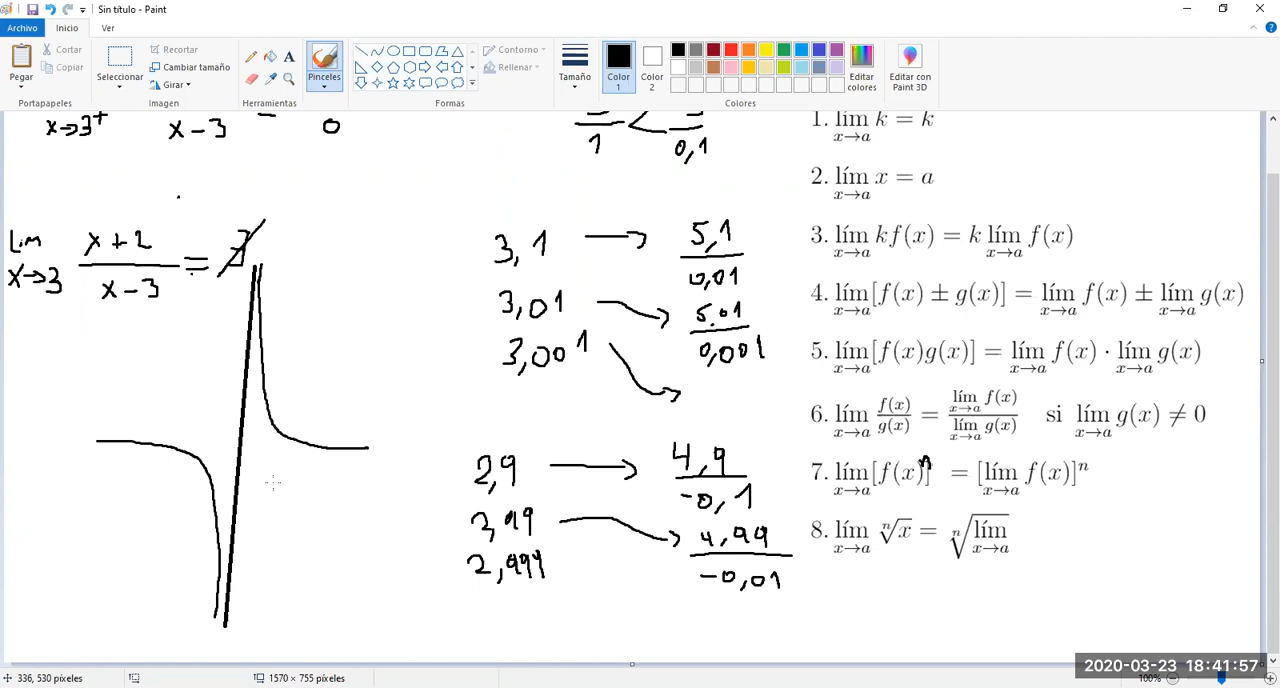 Sin título - Paint
Archivo
Inicio
Ver
Pegar
Cortar
Copiar
Portapapeles
Seleccionar
Recortar
Cambiar tamaño
Girar
Imagen
A
Herramientas
Pinceles
Contorno
Rellenar
Formas
Tamaño
Color 1
Color 2
Editar colores
Editar con Paint 3D
Colores
x→3⁺
x-3
=
0
1
0,1
lim x→3 (x+2)/(x-3) = ∄
3,1 → 5,1/0,01
3,01 → 5.01/0,001
3,001 →
2,9 → 4,9/-0,1
2,99 → 4,99/-0,01
2,999
1. lím x→a k = k
2. lím x→a x = a
3. lím x→a kf(x) = k lím x→a f(x)
4. lím x→a [f(x) ± g(x)] = lím x→a f(x) ± lím x→a g(x)
5. lím x→a [f(x)g(x)] = lím x→a f(x) · lím x→a g(x)
6. lím x→a f(x)/g(x) = lím x→a f(x) / lím x→a g(x) si lím x→a g(x) ≠ 0
7. lím x→a [f(x)]ⁿ = [lím x→a f(x)]ⁿ
8. lím x→a ⁿ√x = ⁿ√lím x→a
336, 530 píxeles
1570 × 755 píxeles
100%
2020-03-23 18:41:57